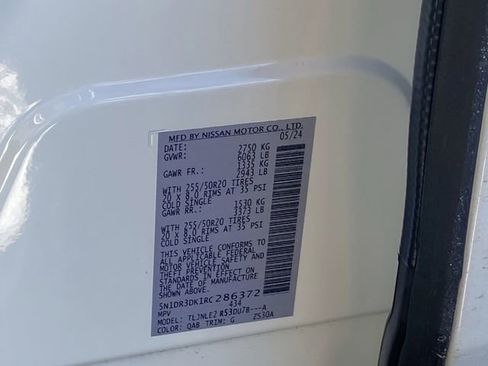 MFD BY NISSAN MOTOR CO., LTD.
DATE: 05/24
GVWR: 2750 KG
6063 LB
GAWR FR.: 1335 KG
2943 LB
WITH 255/50R20 TIRES
20 X 8.0 RIMS AT 35 PSI
COLD SINGLE
GAWR RR.: 1530 KG
3373 LB
WITH 255/50R20 TIRES
20 X 8.0 RIMS AT 35 PSI
COLD SINGLE
THIS VEHICLE CONFORMS TO
ALL APPLICABLE FEDERAL
MOTOR VEHICLE SAFETY AND
THEFT PREVENTION
STANDARDS IN EFFECT ON
THE DATE OF MANUFACTURE
SHOWN ABOVE.
5N1DR3DK1RC286372
MPV 434
MODEL: TLJNLE2 R53DU7B---A
COLOR: QAB TRIM: G ZS30A